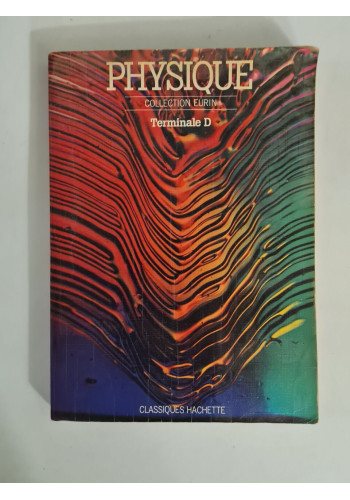 PHYSIQUE
COLLECTION EURIN
Terminale D
CLASSIQUES HACHETTE